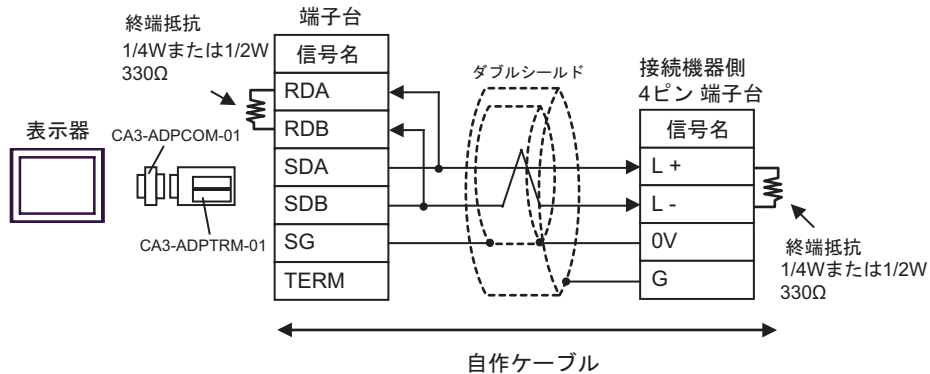 端子台
終端抵抗
1/4Wまたは1/2W
330Ω
信号名
RDA
RDB
SDA
SDB
SG
TERM
表示器
CA3-ADPCOM-01
CA3-ADPTRM-01
ダブルシールド
接続機器側
4ピン 端子台
信号名
L +
L -
0V
G
終端抵抗
1/4Wまたは1/2W
330Ω
自作ケーブル